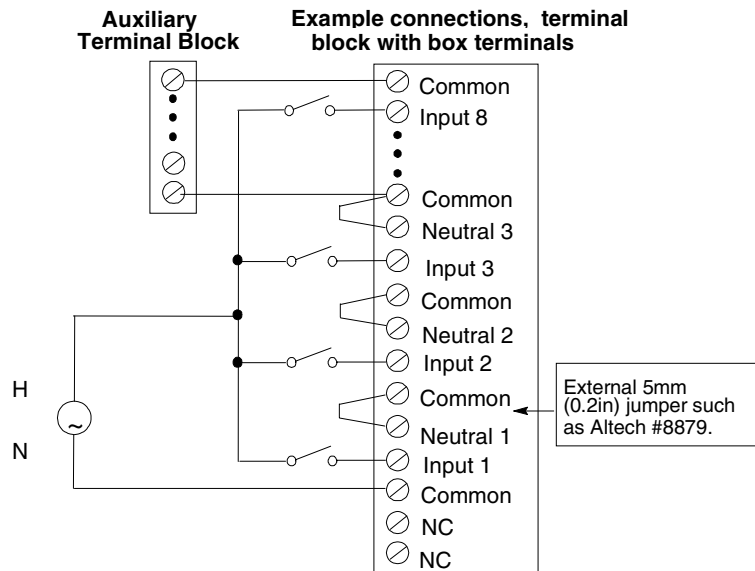 Auxiliary
Terminal Block
Example connections, terminal
block with box terminals
Common
Input 8
Common
Neutral 3
Input 3
Common
Neutral 2
Input 2
Common
Neutral 1
Input 1
Common
NC
NC
H
~
N
External 5mm
(0.2in) jumper such
as Altech #8879.